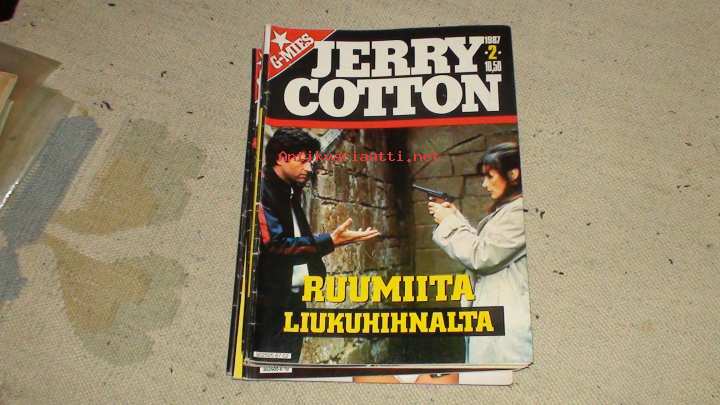 G-MIES
JERRY
COTTON
1987
·2·
10,50
Antikvariaatti.net
RUUMIITA
LIUKUHIHNALTA